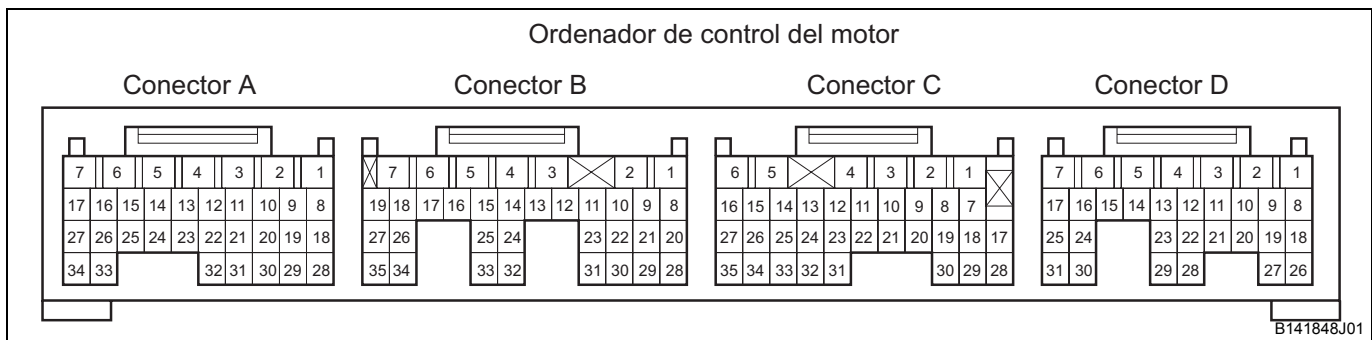 Ordenador de control del motor
Conector A Conector B Conector C Conector D
7 6 5 4 3 2 1 7 6 5 4 3 2 1 6 5 4 3 2 1 7 6 5 4 3 2 1
17 16 15 14 13 12 11 10 9 8 19 18 17 16 15 14 13 12 11 10 9 8 16 15 14 13 12 11 10 9 8 7 17 16 15 14 13 12 11 10 9 8
27 26 25 24 23 22 21 20 19 18 27 26 25 24 23 22 21 20 27 26 25 24 23 22 21 20 19 18 17 25 24 23 22 21 20 19 18
34 33 32 31 30 29 28 35 34 33 32 31 30 29 28 35 34 33 32 31 30 29 28 31 30 29 28 27 26
B141848J01